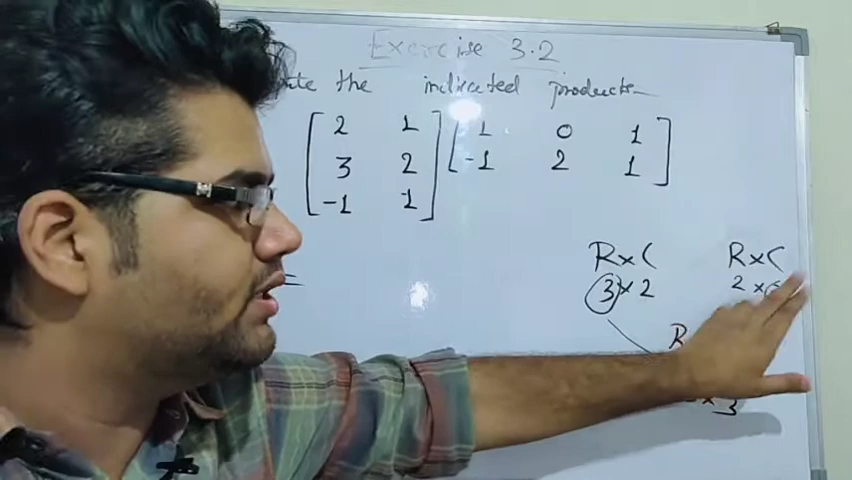 Exercise 3.2
the indicated products
[ 2 1 [ 1 0 1 ]
3 2 -1 2 1
-1 1 ]
=
R×C R×C
3×2 2×
R
× 3